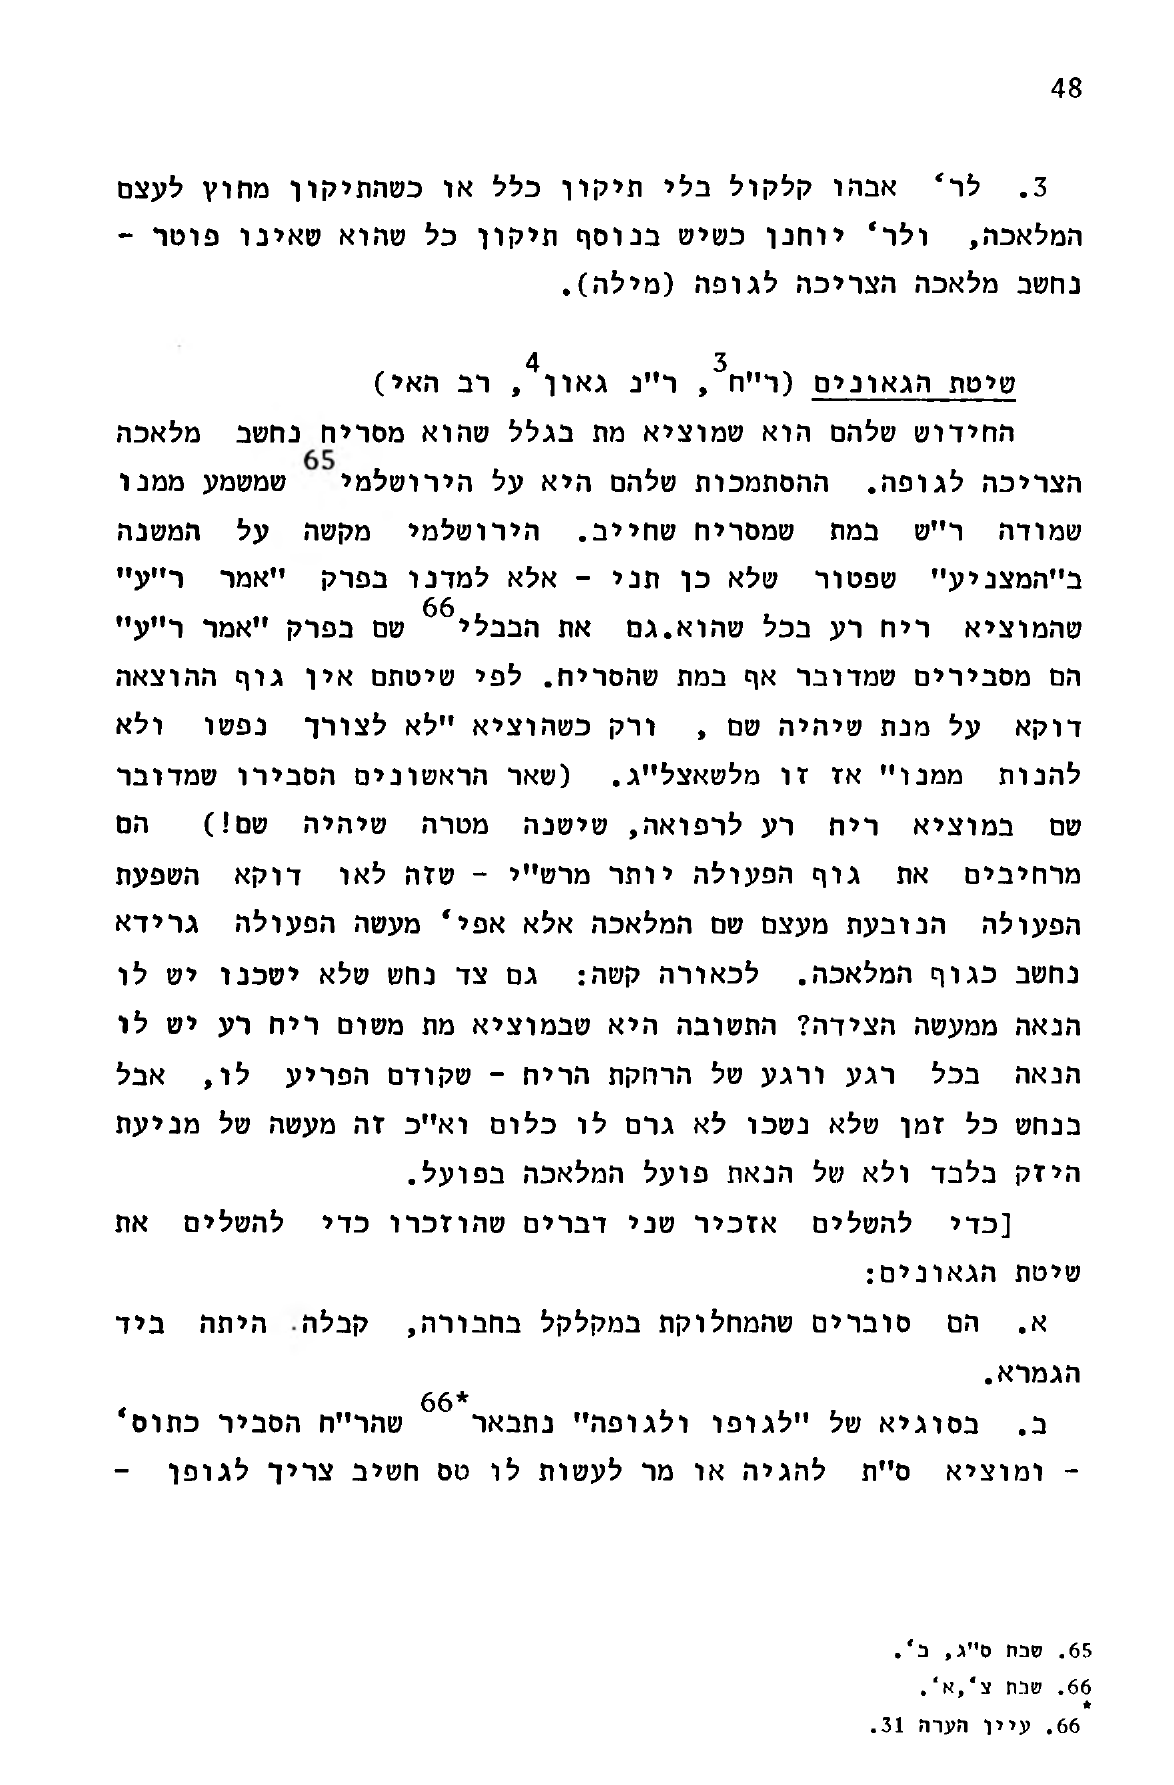 48
3. לר' אבהו קלקול בלי תיקון כלל או כשהתיקון מחוץ לעצם
המלאכה, ולר' יוחנן כשיש בנוסף תיקון כל שהוא שאינו פוטר -
נחשב מלאכה הצריכה לגופה (מילה).
שיטת הגאונים (ר"ח3, ר"נ גאון4, רב האי)
החידוש שלהם הוא שמוציא מת בגלל שהוא מסריח נחשב מלאכה
הצריכה לגופה. ההסתמכות שלהם היא על הירושלמי65 שמשמע ממנו
שמודה ר"ש במת שמסריח שחייב. הירושלמי מקשה על המשנה
ב"המצניע" שפטור שלא כן תני - אלא למדנו בפרק "אמר ר"ע"
שהמוציא ריח רע בכל שהוא.גם את הבבלי66 שם בפרק "אמר ר"ע"
הם מסבירים שמדובר אף במת שהסריח. לפי שיטתם אין גוף ההוצאה
דוקא על מנת שיהיה שם , ורק כשהוציא "לא לצורך נפשו ולא
להנות ממנו" אז זו מלשאצל"ג. (שאר הראשונים הסבירו שמדובר
שם במוציא ריח רע לרפואה, שישנה מטרה שיהיה שם!) הם
מרחיבים את גוף הפעולה יותר מרש"י - שזה לאו דוקא השפעת
הפעולה הנובעת מעצם שם המלאכה אלא אפי' מעשה הפעולה גרידא
נחשב כגוף המלאכה. לכאורה קשה: גם צד נחש שלא ישכנו יש לו
הנאה ממעשה הצידה? התשובה היא שבמוציא מת משום ריח רע יש לו
הנאה בכל רגע ורגע של הרחקת הריח - שקודם הפריע לו, אבל
בנחש כל זמן שלא נשכו לא גרם לו כלום וא"כ זה מעשה של מניעת
היזק בלבד ולא של הנאת פועל המלאכה בפועל.
[כדי להשלים אזכיר שני דברים שהוזכרו כדי להשלים את
שיטת הגאונים:
א. הם סוברים שהמחלוקת במקלקל בחבורה, קבלה היתה ביד
הגמרא.
ב. בסוגיא של "לגופו ולגופה" נתבאר66* שהר"ח הסביר כתוס'
- ומוציא ס"ת להגיה או מר לעשות לו טס חשיב צריך לגופן -
65. שבת ס"ג, ב'.
66. שבת צ',א'.
66*. עיין הערה 31.